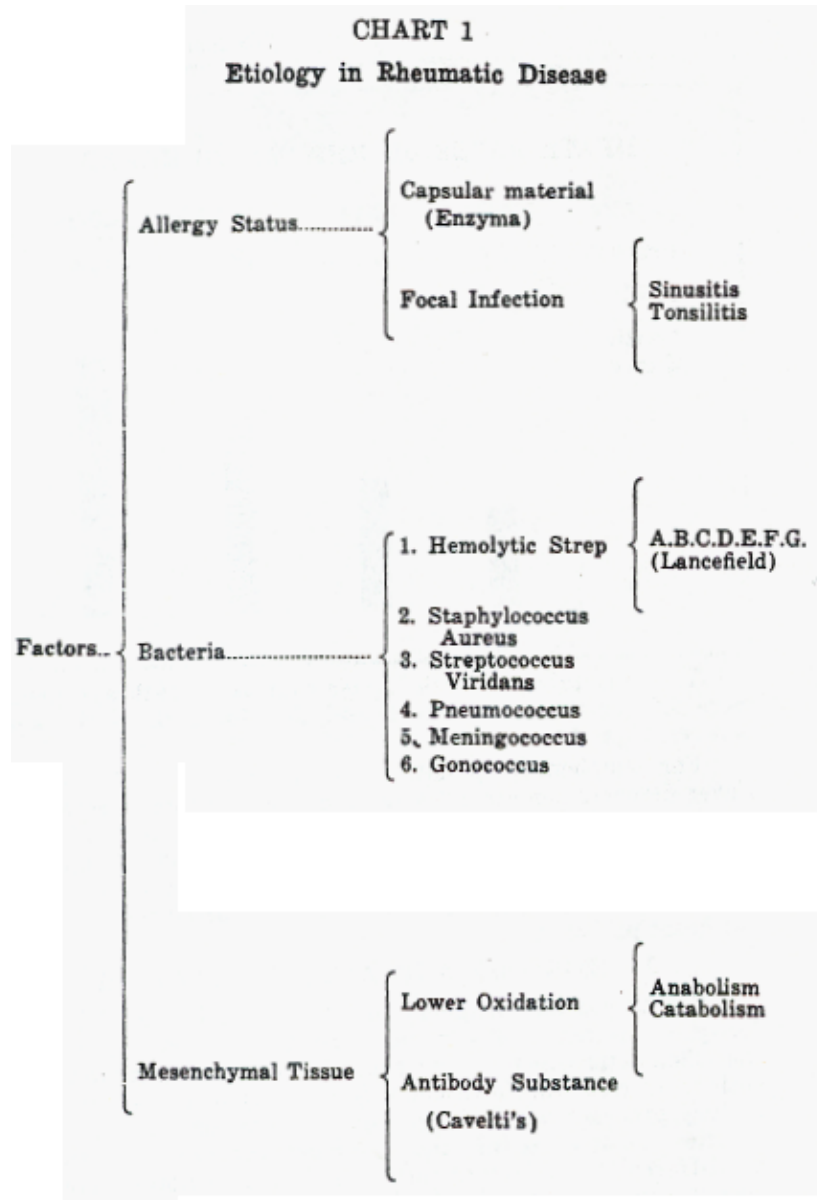 CHART 1
Etiology in Rheumatic Disease
Factors..
Allergy Status..............
Capsular material
(Enzyma)
Focal Infection
Sinusitis
Tonsilitis
Bacteria...........................
1. Hemolytic Strep
A.B.C.D.E.F.G.
(Lancefield)
2. Staphylococcus
Aureus
3. Streptococcus
Viridans
4. Pneumococcus
5. Meningococcus
6. Gonococcus
Mesenchymal Tissue
Lower Oxidation
Anabolism
Catabolism
Antibody Substance
(Cavelti's)